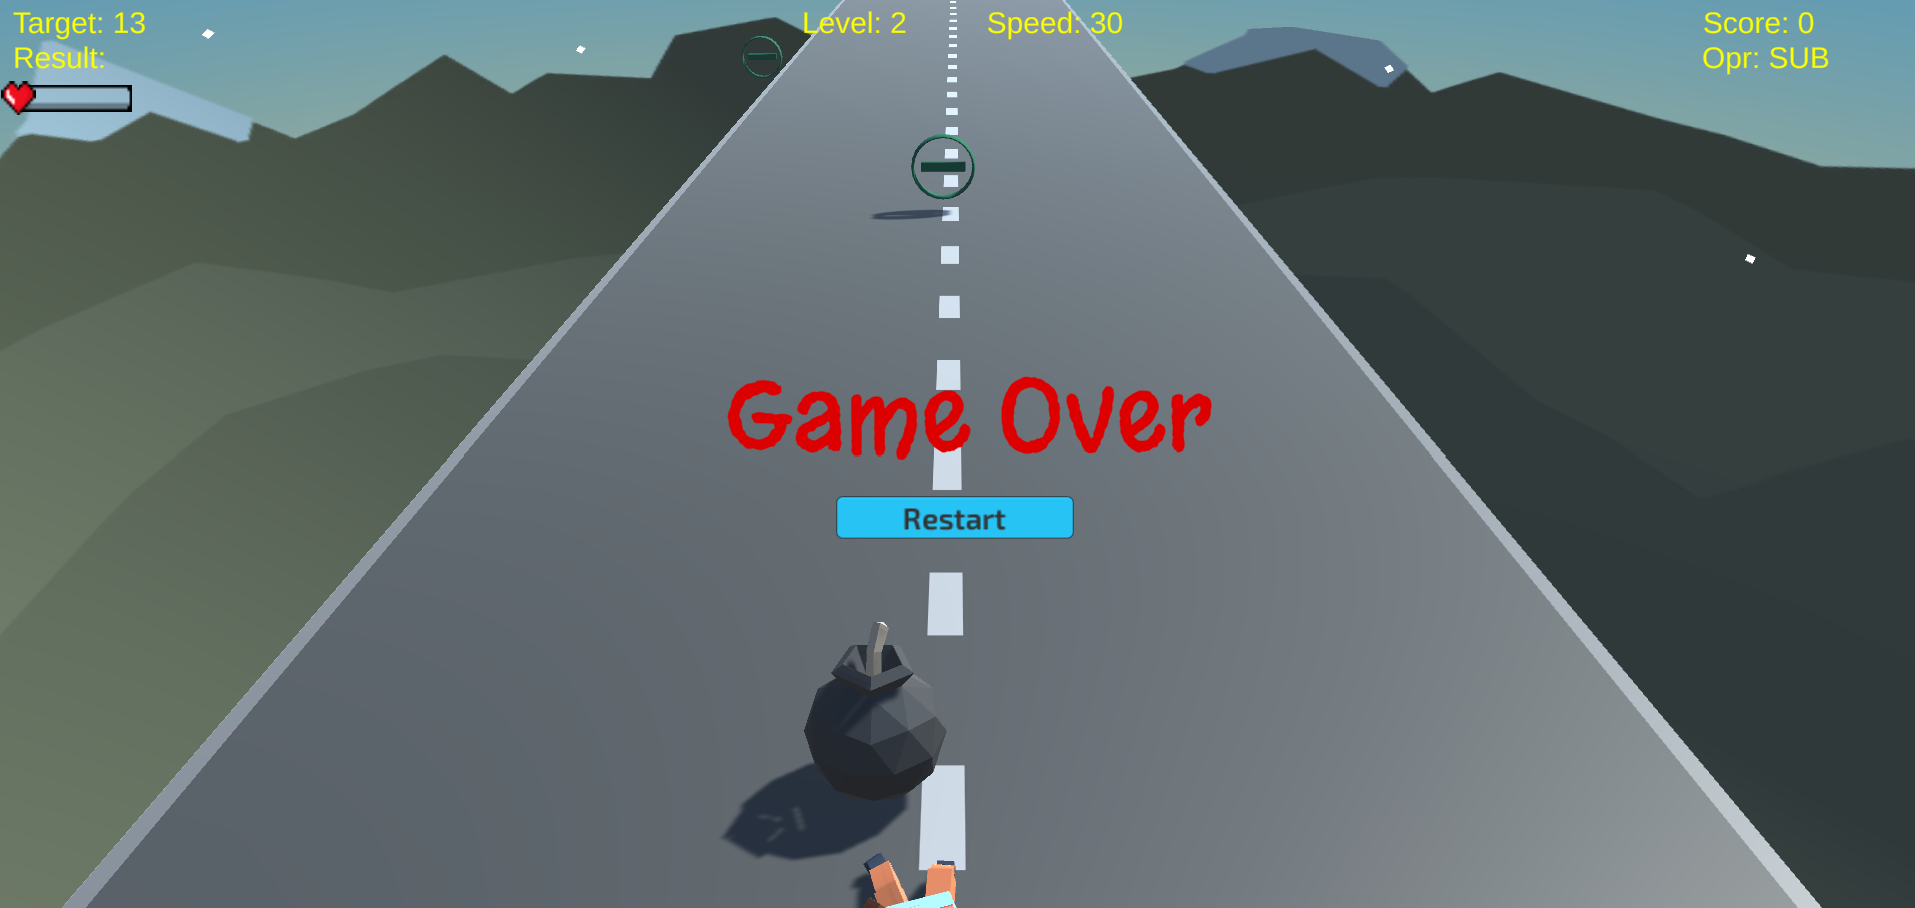 Target: 13
Result:
Level: 2
Speed: 30
Score: 0
Opr: SUB
Game Over
Restart